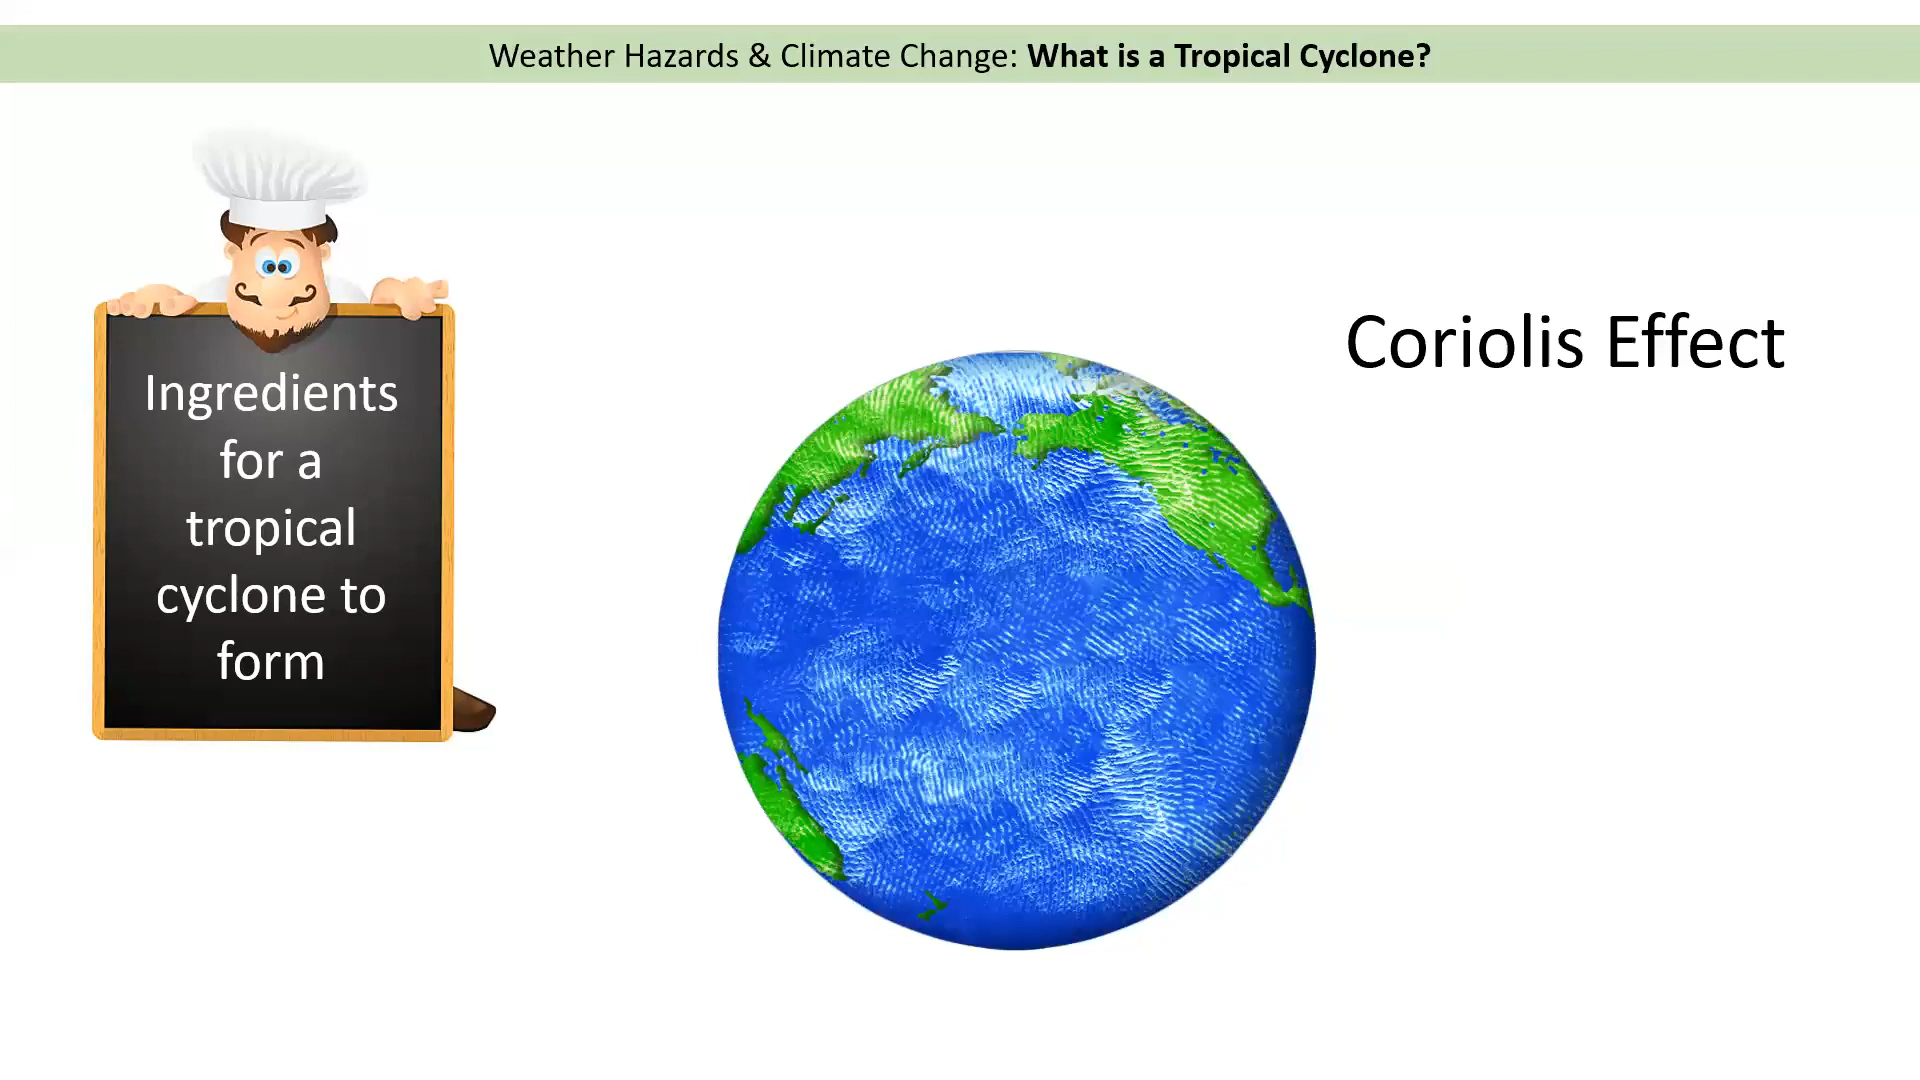 Weather Hazards & Climate Change: What is a Tropical Cyclone?
Ingredients
for a
tropical
cyclone to
form
Coriolis Effect